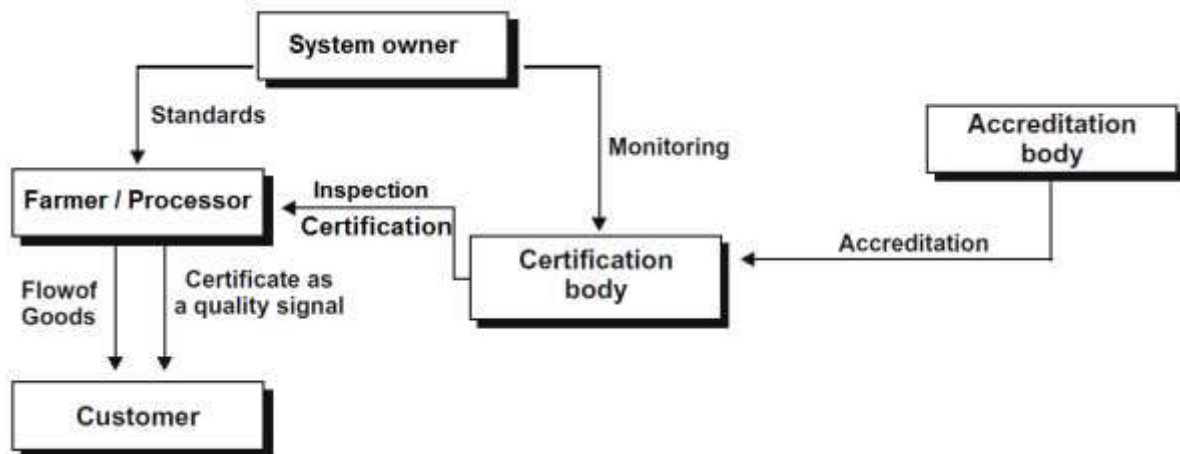 System owner
Standards
Monitoring
Accreditation
body
Farmer / Processor
Inspection
Certification
Accreditation
Certification
body
Flowof
Goods
Certificate as
a quality signal
Customer